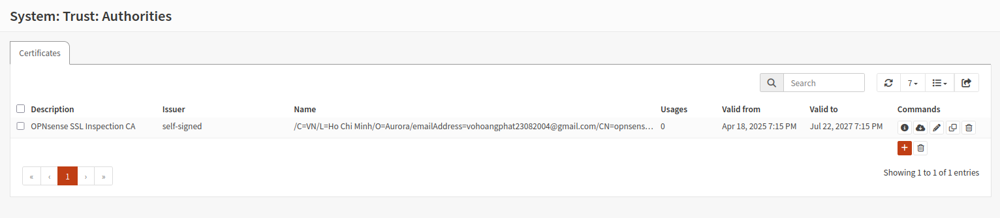 System: Trust: Authorities
Certificates
Search
7
Description Issuer Name Usages Valid from Valid to Commands
OPNsense SSL Inspection CA self-signed /C=VN/L=Ho Chi Minh/O=Aurora/emailAddress=vohoangphat23082004@gmail.com/CN=opnsens... 0 Apr 18, 2025 7:15 PM Jul 22, 2027 7:15 PM
« ‹ 1 › »
Showing 1 to 1 of 1 entries